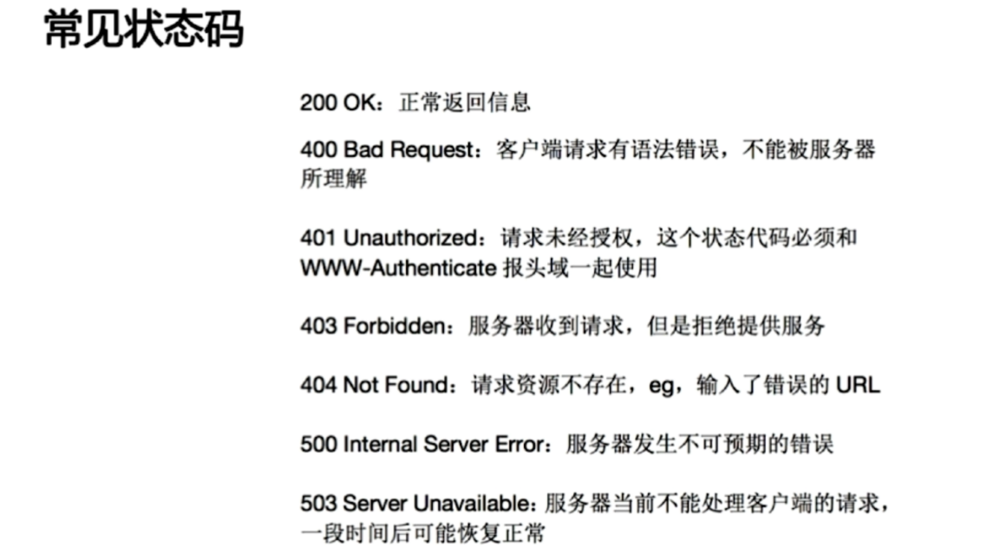 常见状态码
200 OK：正常返回信息
400 Bad Request：客户端请求有语法错误，不能被服务器
所理解
401 Unauthorized：请求未经授权，这个状态代码必须和
WWW-Authenticate 报头域一起使用
403 Forbidden：服务器收到请求，但是拒绝提供服务
404 Not Found：请求资源不存在，eg，输入了错误的 URL
500 Internal Server Error：服务器发生不可预期的错误
503 Server Unavailable：服务器当前不能处理客户端的请求，
一段时间后可能恢复正常